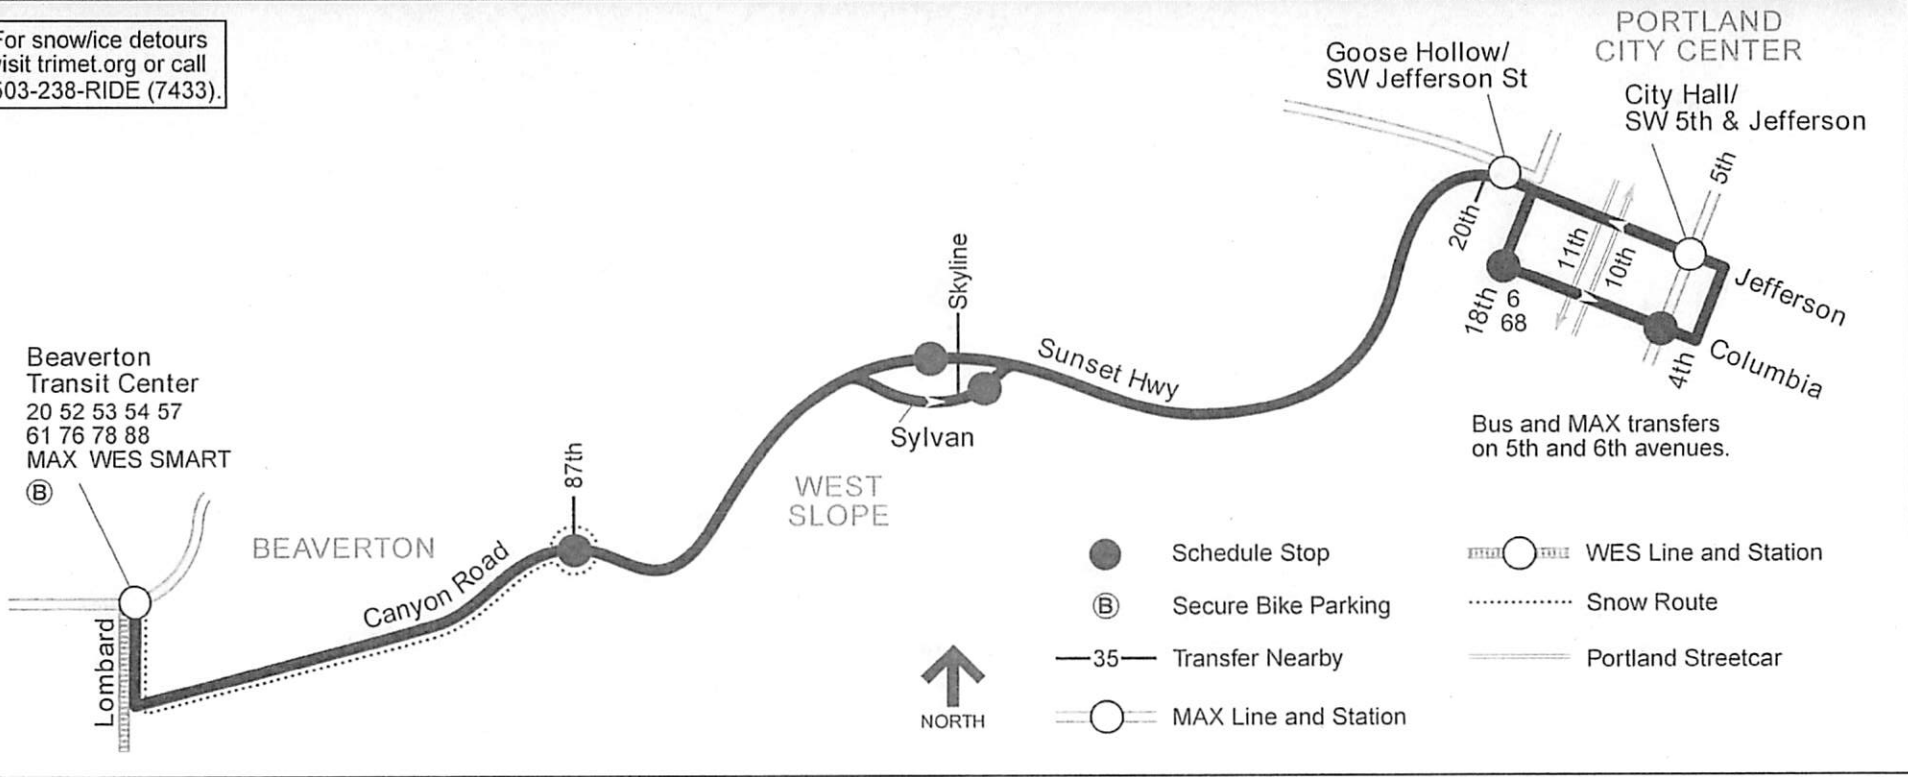 For snow/ice detours
visit trimet.org or call
503-238-RIDE (7433).
PORTLAND
CITY CENTER
Goose Hollow/
SW Jefferson St
City Hall/
SW 5th & Jefferson
5th
20th
11th
10th
18th
6
68
4th
Jefferson
Columbia
Skyline
Sunset Hwy
Sylvan
Bus and MAX transfers
on 5th and 6th avenues.
Beaverton
Transit Center
20 52 53 54 57
61 76 78 88
MAX WES SMART
B
87th
WEST
SLOPE
BEAVERTON
Canyon Road
Lombard
NORTH
Schedule Stop
B Secure Bike Parking
35 Transfer Nearby
MAX Line and Station
WES Line and Station
Snow Route
Portland Streetcar